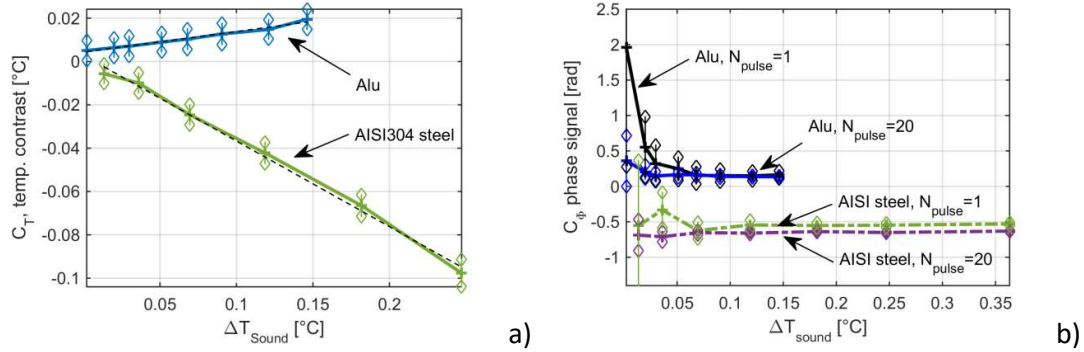 0.02
0
-0.02
-0.04
-0.06
-0.08
-0.1
0.05
0.1
0.15
0.2
C_T, temp. contrast [°C]
ΔT_Sound [°C]
Alu
AISI304 steel
a)
2.5
2
1.5
1
0.5
0
-0.5
-1
0
0.05
0.1
0.15
0.2
0.25
0.3
0.35
C_Φ phase signal [rad]
ΔT_sound [°C]
Alu, N_pulse=1
Alu, N_pulse=20
AISI steel, N_pulse=1
AISI steel, N_pulse=20
b)